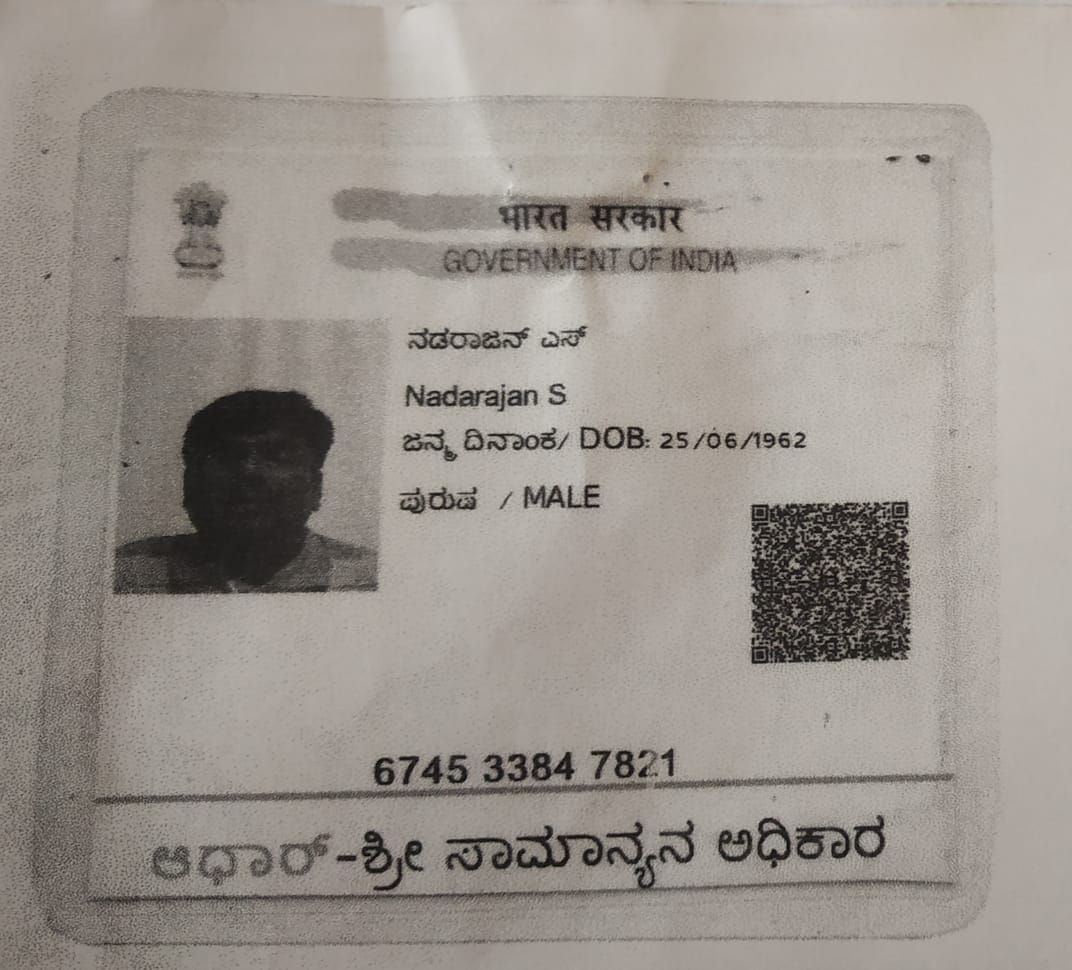 भारत सरकार
GOVERNMENT OF INDIA
ನಡರಾಜನ್ ಎಸ್
Nadarajan S
ಜನ್ಮ ದಿನಾಂಕ/ DOB: 25/06/1962
ಪುರುಷ / MALE
6745 3384 7821
ಆಧಾರ್-ಶ್ರೀ ಸಾಮಾನ್ಯನ ಅಧಿಕಾರ